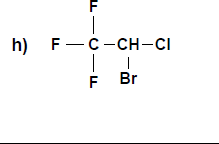 F
h) F — C — CH — Cl
F Br